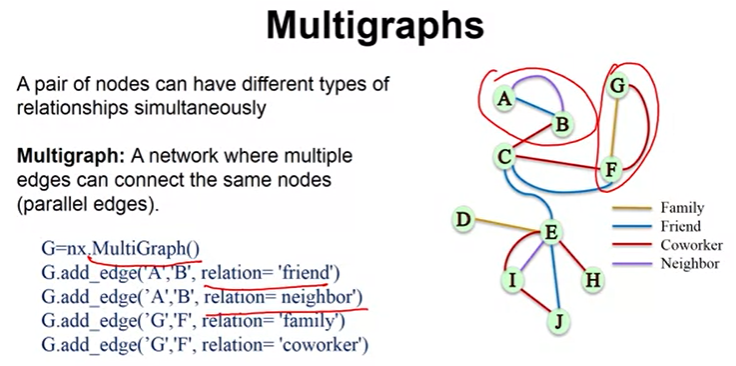 Multigraphs
A pair of nodes can have different types of
relationships simultaneously
Multigraph: A network where multiple
edges can connect the same nodes
(parallel edges).
G=nx.MultiGraph()
G.add_edge('A','B', relation= 'friend')
G.add_edge('A','B', relation= neighbor')
G.add_edge('G','F', relation= 'family')
G.add_edge('G','F', relation= 'coworker')
G
A
B
C
F
D
E
I
H
J
Family
Friend
Coworker
Neighbor